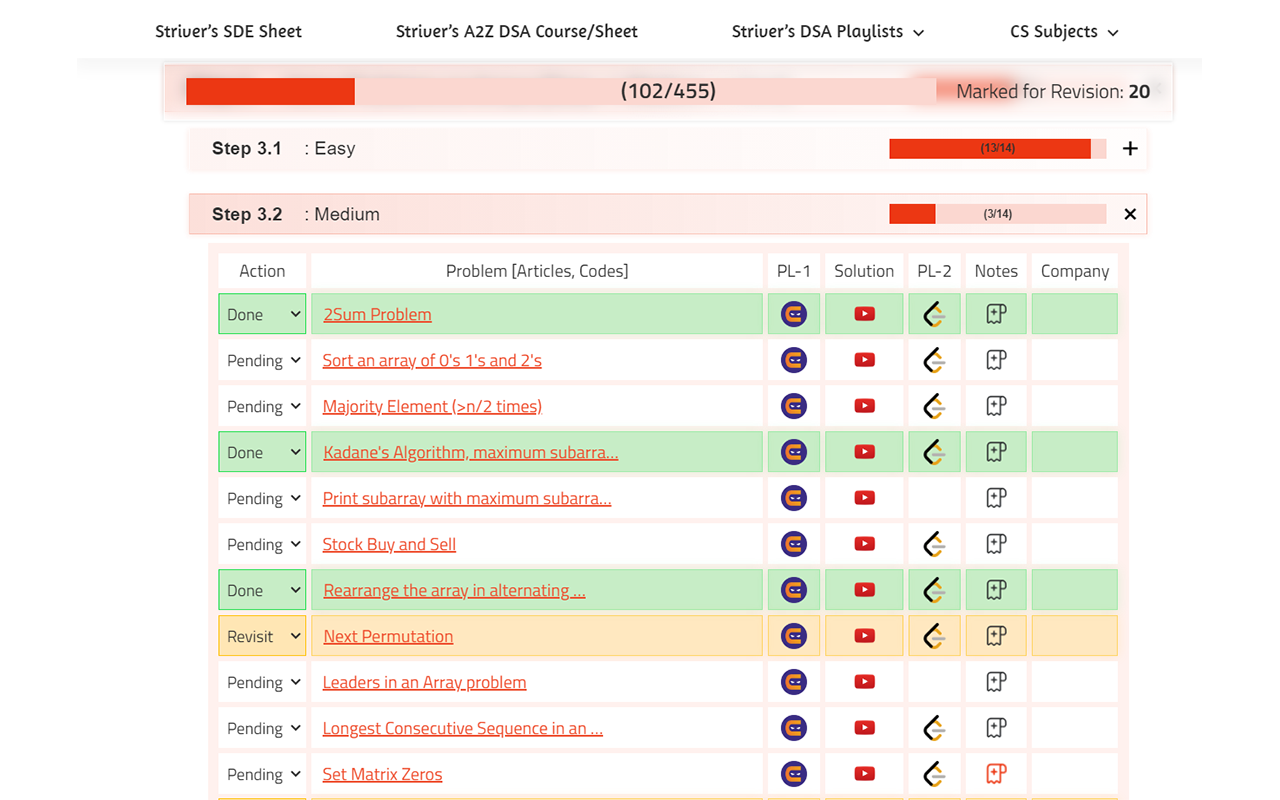 Striver's SDE Sheet Striver's A2Z DSA Course/Sheet Striver's DSA Playlists CS Subjects
(102/455) Marked for Revision: 20
Step 3.1 : Easy (13/14) +
Step 3.2 : Medium (3/14) ×
Action Problem [Articles, Codes] PL-1 Solution PL-2 Notes Company
Done 2Sum Problem
Pending Sort an array of 0's 1's and 2's
Pending Majority Element (>n/2 times)
Done Kadane's Algorithm, maximum subarra...
Pending Print subarray with maximum subarra...
Pending Stock Buy and Sell
Done Rearrange the array in alternating ...
Revisit Next Permutation
Pending Leaders in an Array problem
Pending Longest Consecutive Sequence in an ...
Pending Set Matrix Zeros